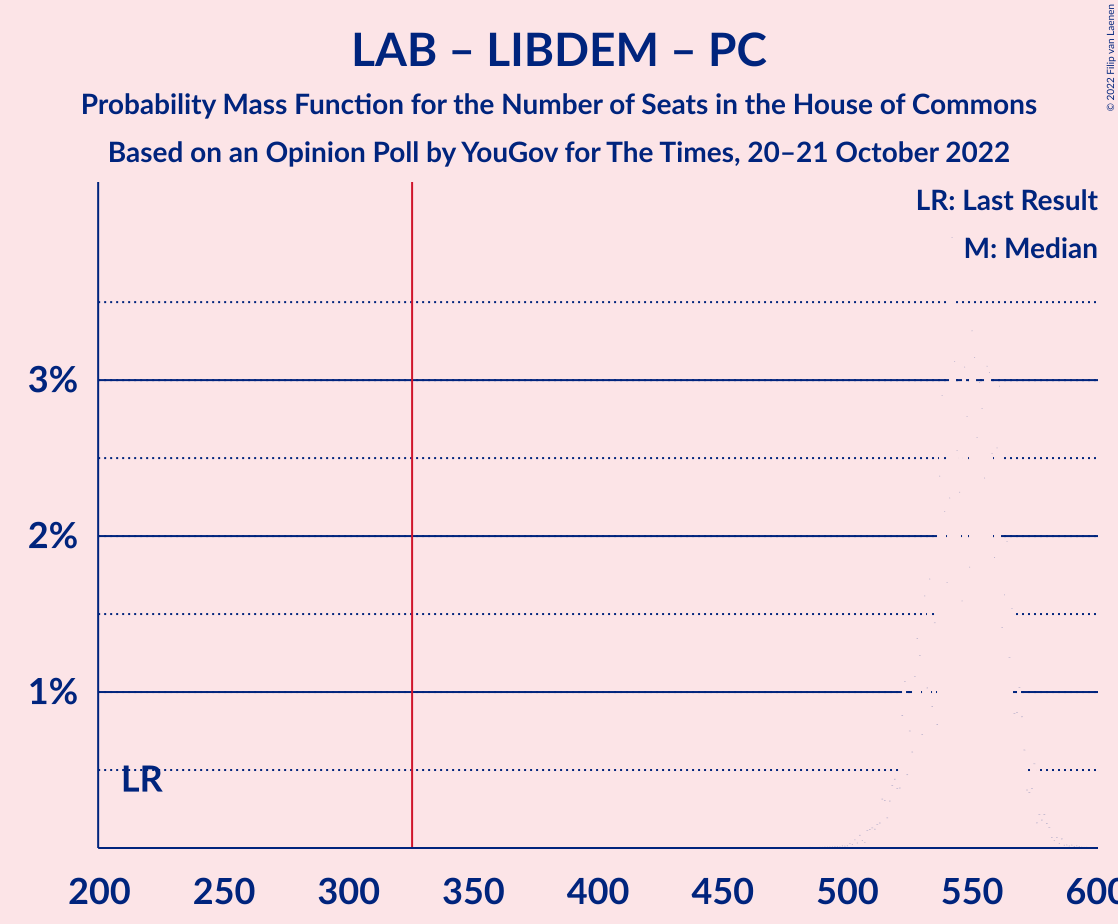 LAB – LIBDEM – PC
Probability Mass Function for the Number of Seats in the House of Commons
Based on an Opinion Poll by YouGov for The Times, 20–21 October 2022
© 2022 Filip van Laenen
LR: Last Result
M: Median
3%
2%
1%
LR
200 250 300 350 400 450 500 550 600